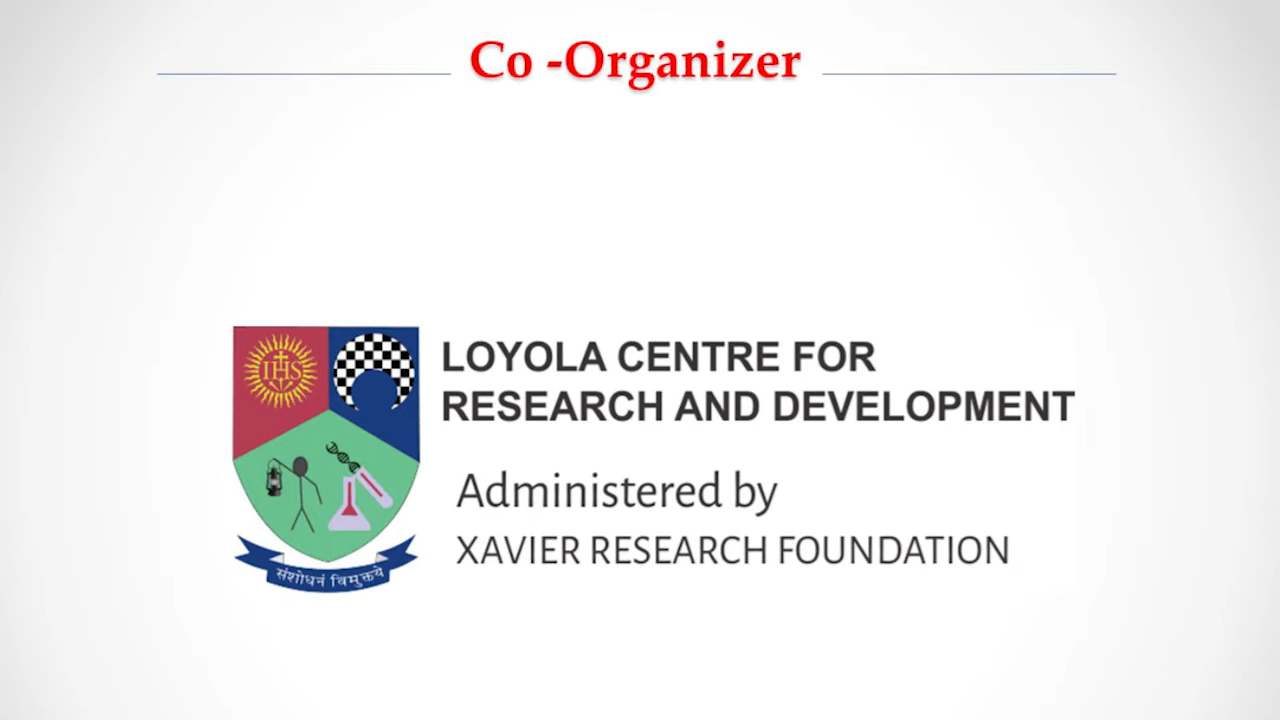 Co -Organizer
IHS
LOYOLA CENTRE FOR
RESEARCH AND DEVELOPMENT
Administered by
XAVIER RESEARCH FOUNDATION
संशोधनं विमुक्तये